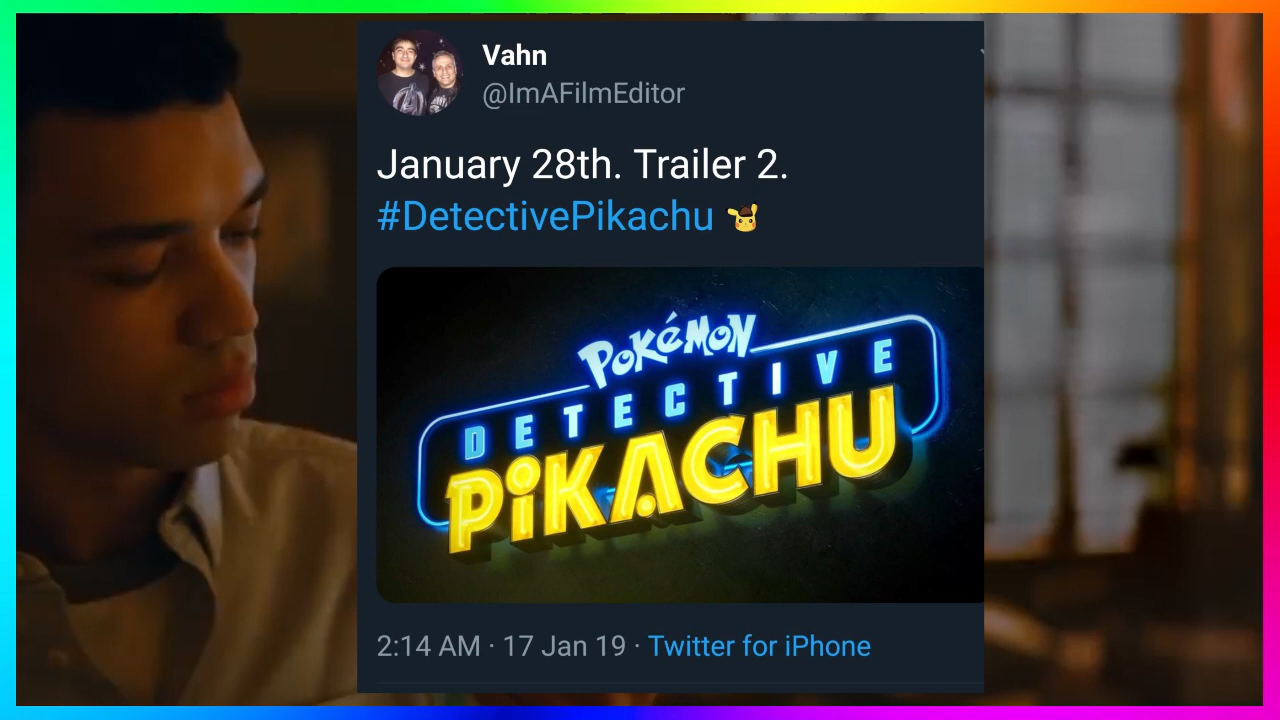 Vahn
@ImAFilmEditor
January 28th. Trailer 2.
#DetectivePikachu
POKéMON
DETECTIVE
PiKACHU
2:14 AM · 17 Jan 19 · Twitter for iPhone